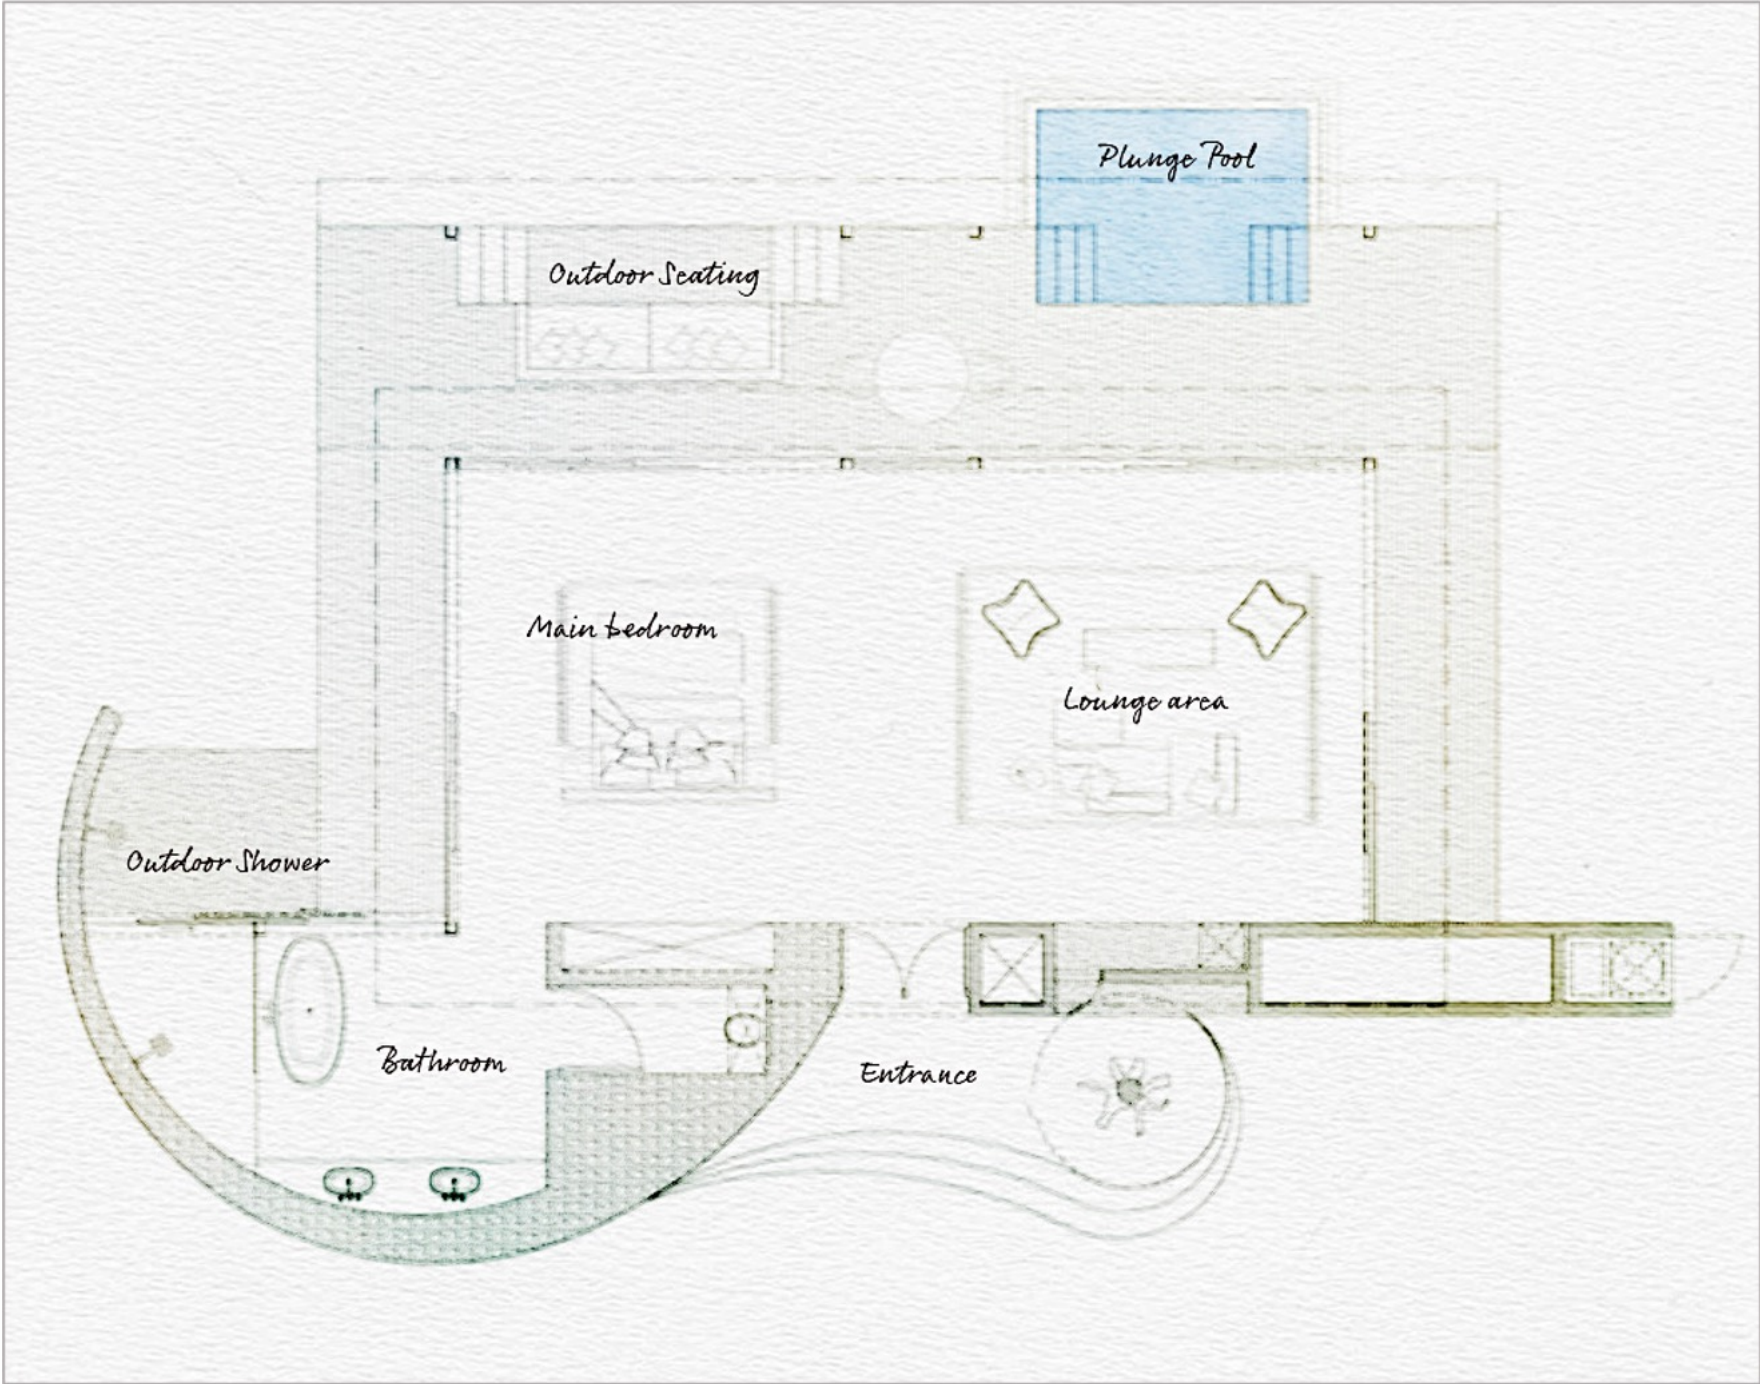 Plunge Pool
Outdoor Seating
Main bedroom
Lounge area
Outdoor Shower
Bathroom
Entrance